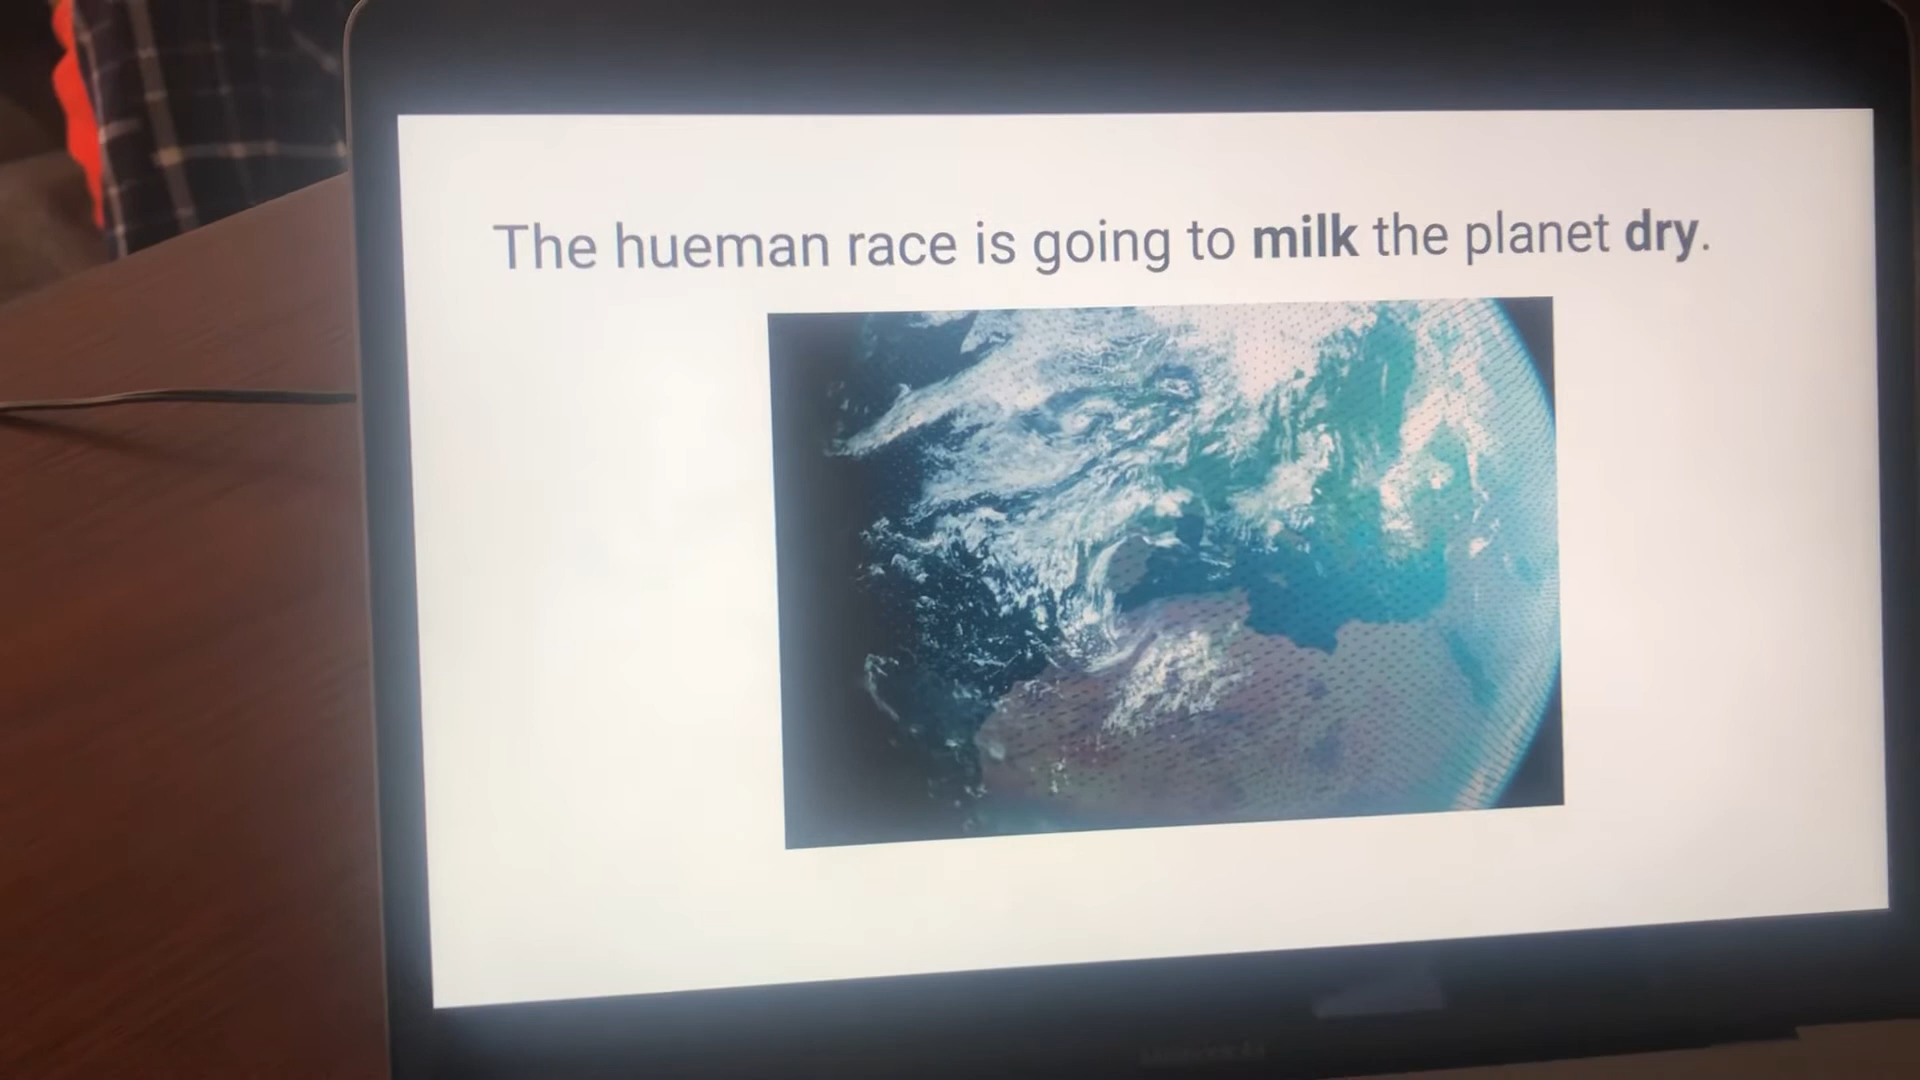 The hueman race is going to milk the planet dry.